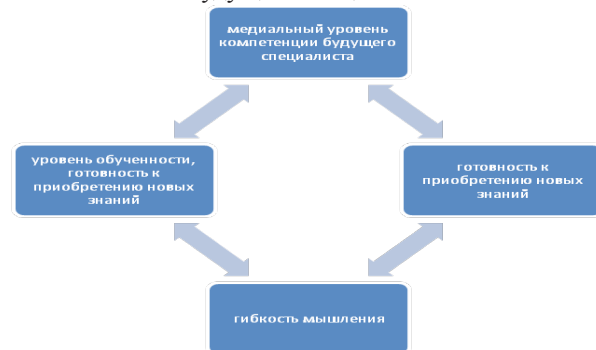 медиальный уровень
компетенции будущего
специалиста
уровень обученности,
готовность к
приобретению новых
знаний
готовность к
приобретению новых
знаний
гибкость мышления